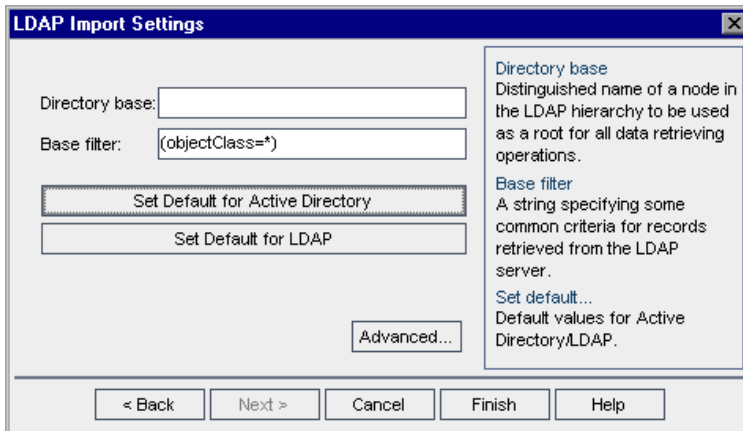 LDAP Import Settings
Directory base:
Base filter:
(objectClass=*)
Set Default for Active Directory
Set Default for LDAP
Advanced...
Directory base
Distinguished name of a node in
the LDAP hierarchy to be used
as a root for all data retrieving
operations.
Base filter
A string specifying some
common criteria for records
retrieved from the LDAP
server.
Set default...
Default values for Active
Directory/LDAP.
< Back
Next >
Cancel
Finish
Help